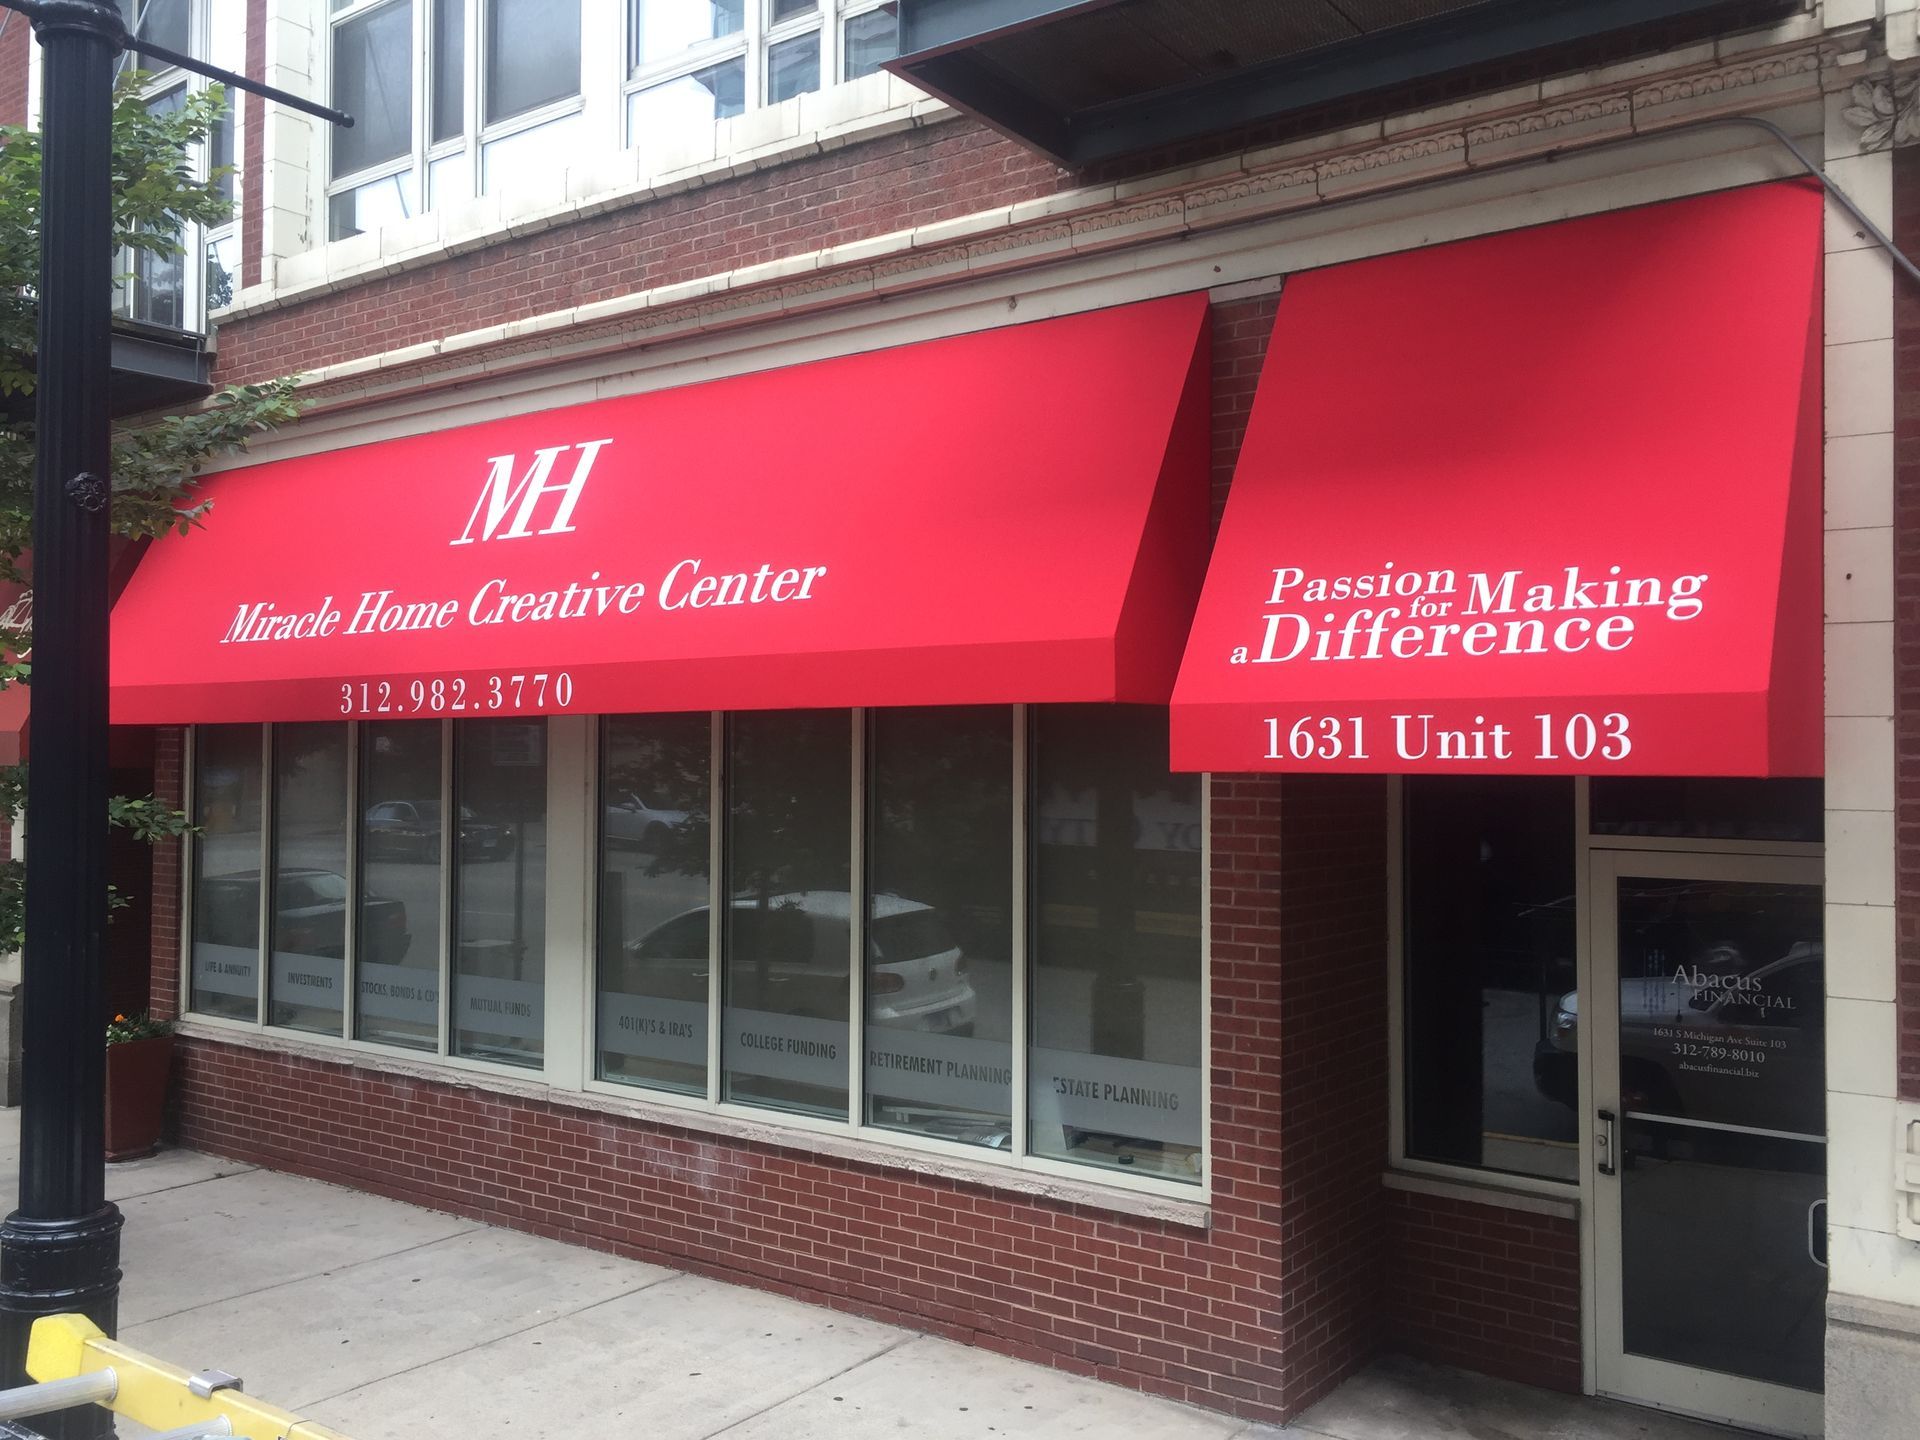 MH
Miracle Home Creative Center
312.982.3770
Passion for Making
a Difference
1631 Unit 103
LIFE & ANNUITY
INVESTMENTS
STOCKS, BONDS & CD'S
MUTUAL FUNDS
401(K)'S & IRA'S
COLLEGE FUNDING
RETIREMENT PLANNING
ESTATE PLANNING
Abacus
FINANCIAL
1631 S Michigan Ave Suite 103
312-789-8010
abacusfinancial.biz